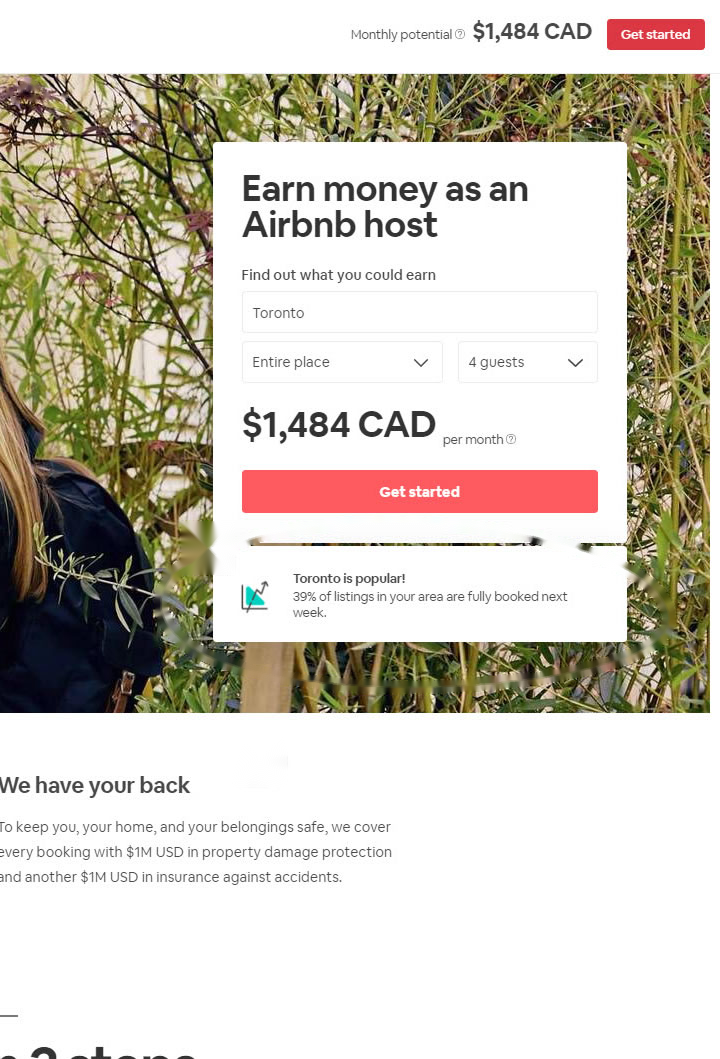 Monthly potential $1,484 CAD Get started
Earn money as an
Airbnb host
Find out what you could earn
Toronto
Entire place 4 guests
$1,484 CAD per month
Get started
Toronto is popular!
39% of listings in your area are fully booked next
week.
We have your back
To keep you, your home, and your belongings safe, we cover
every booking with $1M USD in property damage protection
and another $1M USD in insurance against accidents.